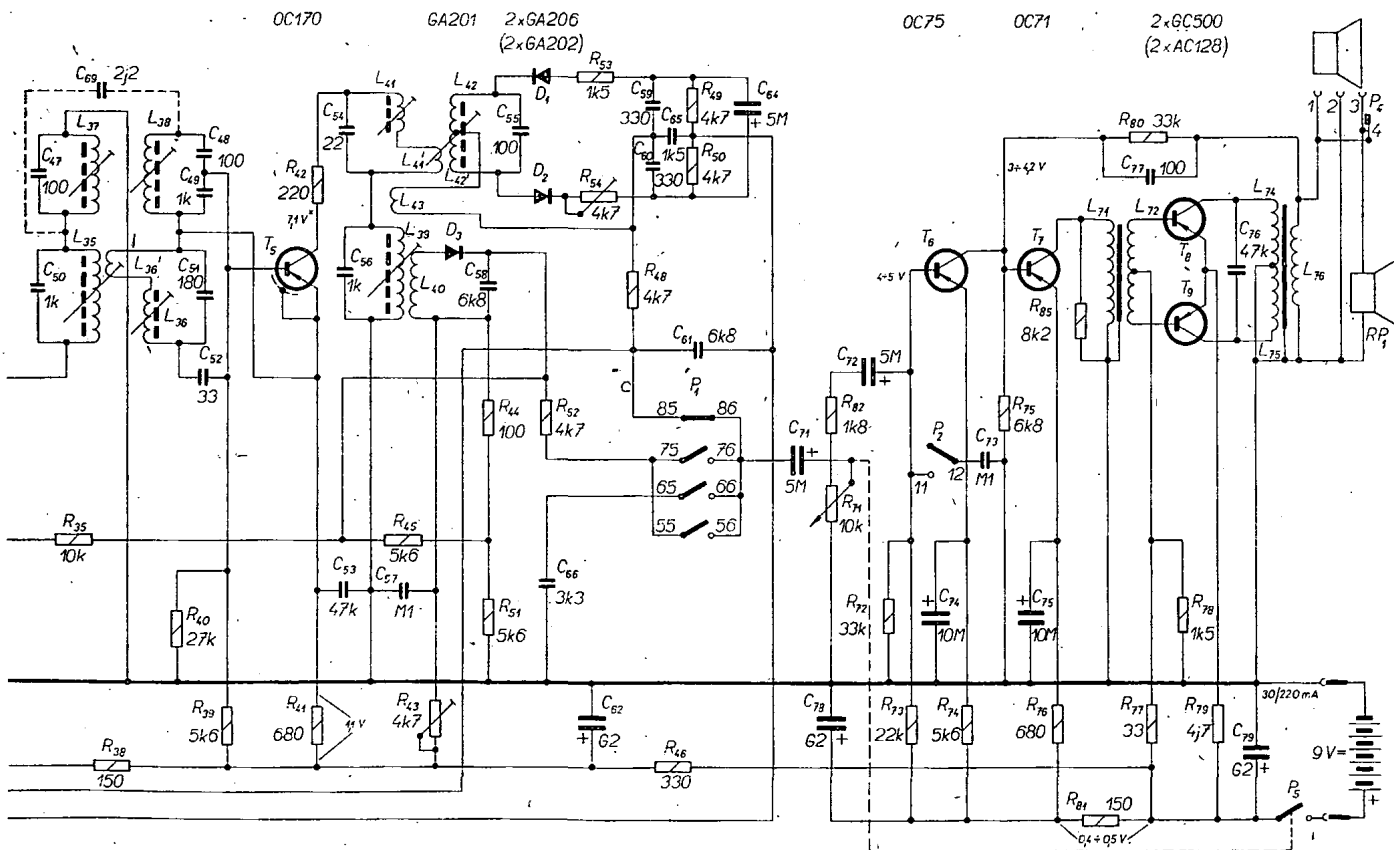 OC170 GA201 2xGA206 OC75 OC71 2xGC500
(2xGA202) (2xAC128)
C69 2j2
L37 L38
C47 100
C48 100
C49 1k
L35
C50 1k
L36
L36
C51 180
C52 33
R42 220
7,1V
T5
C54 22
L41
L41
L42
L42
C55 100
L43
D1
D2
R53 1k5
R54 4k7
C59 330
C60 330
C65 1k5
R49 4k7
R50 4k7
C64 + 5M
C56 1k
L39
L40
D3
C58 6k8
R48 4k7
C61 6k8
C
P1
85 86
75 76
65 66
55 56
R44 100
R52 4k7
C71 + 5M
C72 5M +
R82 1k8
R71 10k
R35 10k
R45 5k6
C53 47k
C57 M1
R51 5k6
C66 3k3
R40 27k
R39 5k6
R41 680
1,1V
R43 4k7
R38 150
C62 + G2
R46 330
C78 G2 +
R72 33k
R73 22k
C74 + 10M
R74 5k6
C75 + 10M
R76 680
R81 150
0,4÷0,5V
R77 33
R78 1k5
R79 4j7
C79 G2 +
P5
30/220 mA
9V=
+
4÷5 V
T6
3÷4,2 V
T7
P2
11
12
C73 M1
R75 6k8
R85 8k2
L71
L72
T8
T9
R80 33k
C77 100
C76 47k
L74
L75
L76
1 2 3 4
RP1